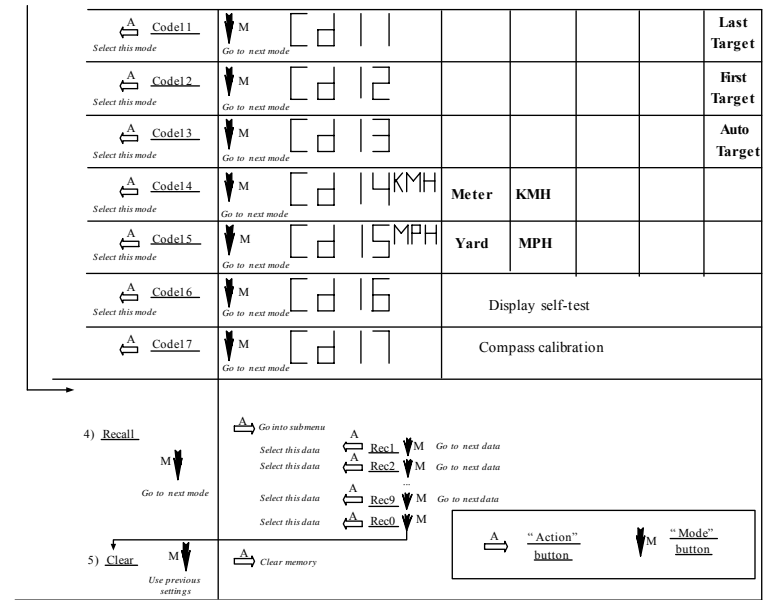 A Code11 M Cd 11 Last
Select this mode Go to next mode Target
A Code12 M Cd 12 First
Select this mode Go to next mode Target
A Code13 M Cd 13 Auto
Select this mode Go to next mode Target
A Code14 M Cd 14 KMH Meter KMH
Select this mode Go to next mode
A Code15 M Cd 15 MPH Yard MPH
Select this mode Go to next mode
A Code16 M Cd 16 Display self-test
Select this mode Go to next mode
A Code17 M Cd 17 Compass calibration
Go to next mode
4) Recall
M
Go to next mode
A Go into submenu
Select this data A Rec1 M Go to next data
Select this data A Rec2 M Go to next data
...
Select this data A Rec9 M Go to next data
Select this data A Rec0 M
5) Clear M
Use previous
settings
A Clear memory
A "Action"
button
M "Mode"
button